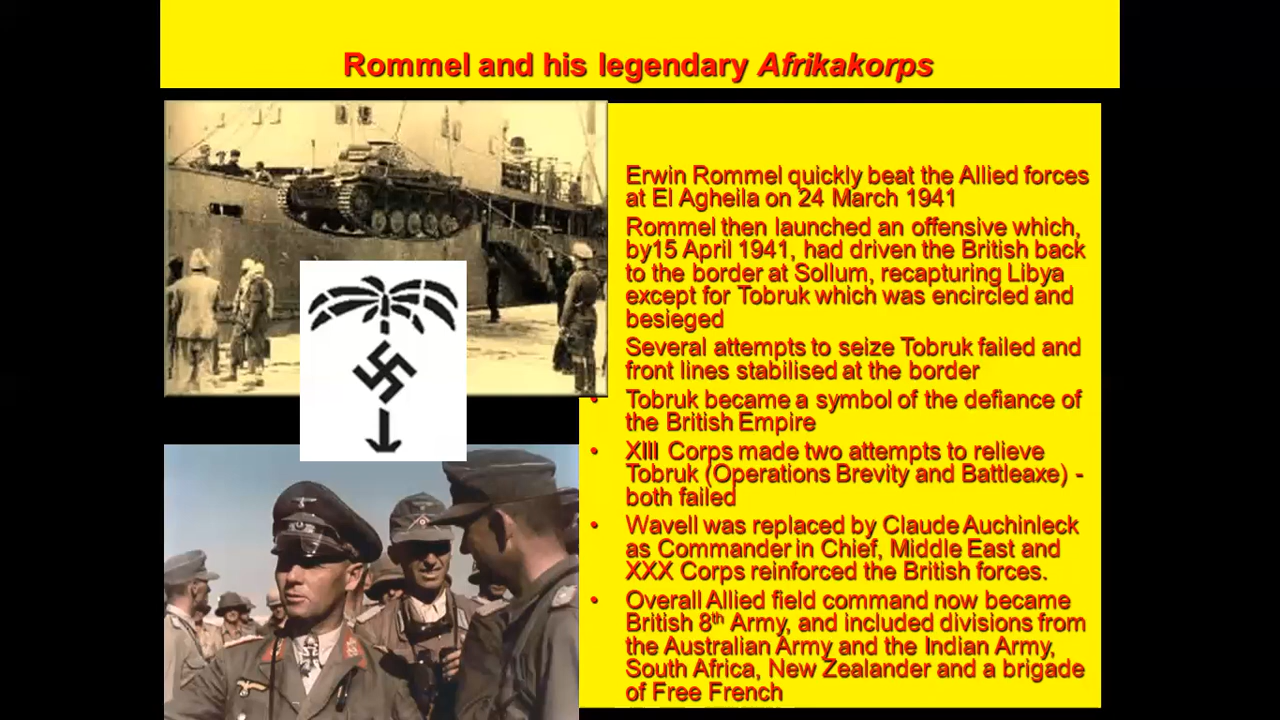 Rommel and his legendary Afrikakorps
Erwin Rommel quickly beat the Allied forces
at El Agheila on 24 March 1941
Rommel then launched an offensive which,
by15 April 1941, had driven the British back
to the border at Sollum, recapturing Libya
except for Tobruk which was encircled and
besieged
Several attempts to seize Tobruk failed and
front lines stabilised at the border
• Tobruk became a symbol of the defiance of
the British Empire
• XIII Corps made two attempts to relieve
Tobruk (Operations Brevity and Battleaxe) -
both failed
• Wavell was replaced by Claude Auchinleck
as Commander in Chief, Middle East and
XXX Corps reinforced the British forces.
• Overall Allied field command now became
British 8th Army, and included divisions from
the Australian Army and the Indian Army,
South Africa, New Zealander and a brigade
of Free French